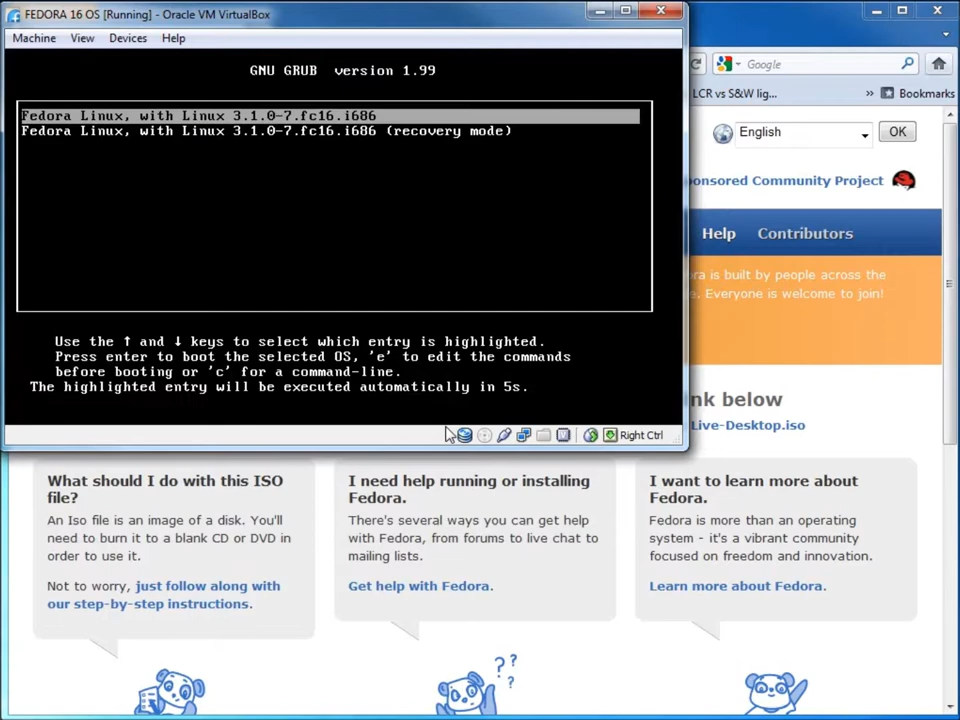 FEDORA 16 OS [Running] - Oracle VM VirtualBox
Machine View Devices Help
GNU GRUB version 1.99
Fedora Linux, with Linux 3.1.0-7.fc16.i686
Fedora Linux, with Linux 3.1.0-7.fc16.i686 (recovery mode)
Use the ↑ and ↓ keys to select which entry is highlighted.
Press enter to boot the selected OS, 'e' to edit the commands
before booting or 'c' for a command-line.
The highlighted entry will be executed automatically in 5s.
Right Ctrl
Google
LCR vs S&W lig...
» Bookmarks
English
OK
onsored Community Project
Help Contributors
ra is built by people across the
e. Everyone is welcome to join!
nk below
Live-Desktop.iso
What should I do with this ISO
file?
An Iso file is an image of a disk. You'll
need to burn it to a blank CD or DVD in
order to use it.
Not to worry, just follow along with
our step-by-step instructions.
I need help running or installing
Fedora.
There's several ways you can get help
with Fedora, from forums to live chat to
mailing lists.
Get help with Fedora.
I want to learn more about
Fedora.
Fedora is more than an operating
system - it's a vibrant community
focused on freedom and innovation.
Learn more about Fedora.
? ?
?